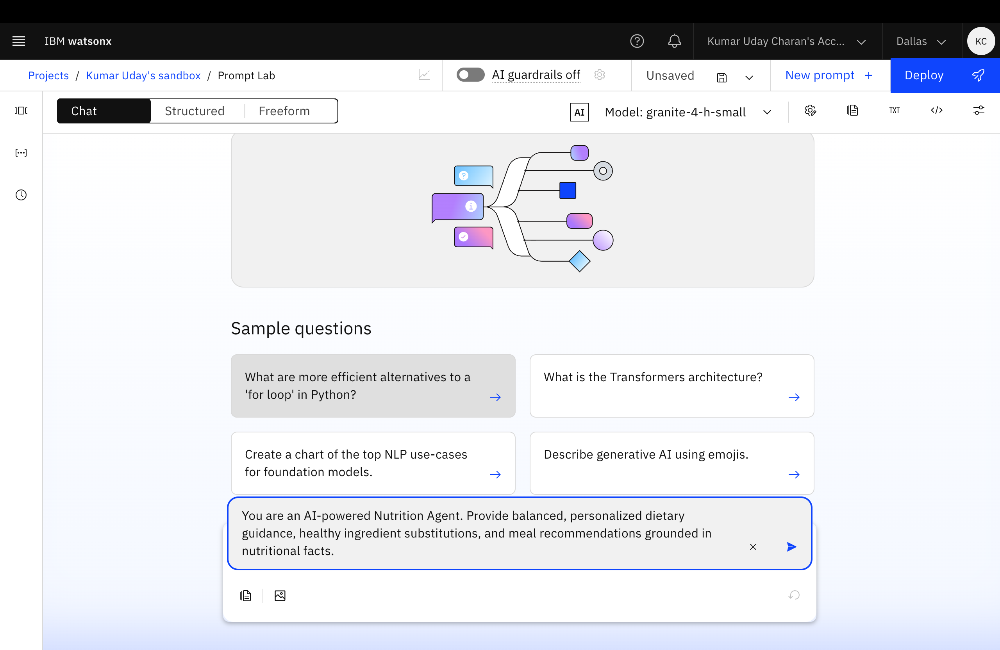 IBM watsonx
Kumar Uday Charan's Acc...
Dallas
KC
Projects / Kumar Uday's sandbox / Prompt Lab
AI guardrails off
Unsaved
New prompt +
Deploy
Chat
Structured
Freeform
AI
Model: granite-4-h-small
TXT
Sample questions
What are more efficient alternatives to a
'for loop' in Python?
What is the Transformers architecture?
Create a chart of the top NLP use-cases
for foundation models.
Describe generative AI using emojis.
You are an AI-powered Nutrition Agent. Provide balanced, personalized dietary
guidance, healthy ingredient substitutions, and meal recommendations grounded in
nutritional facts.